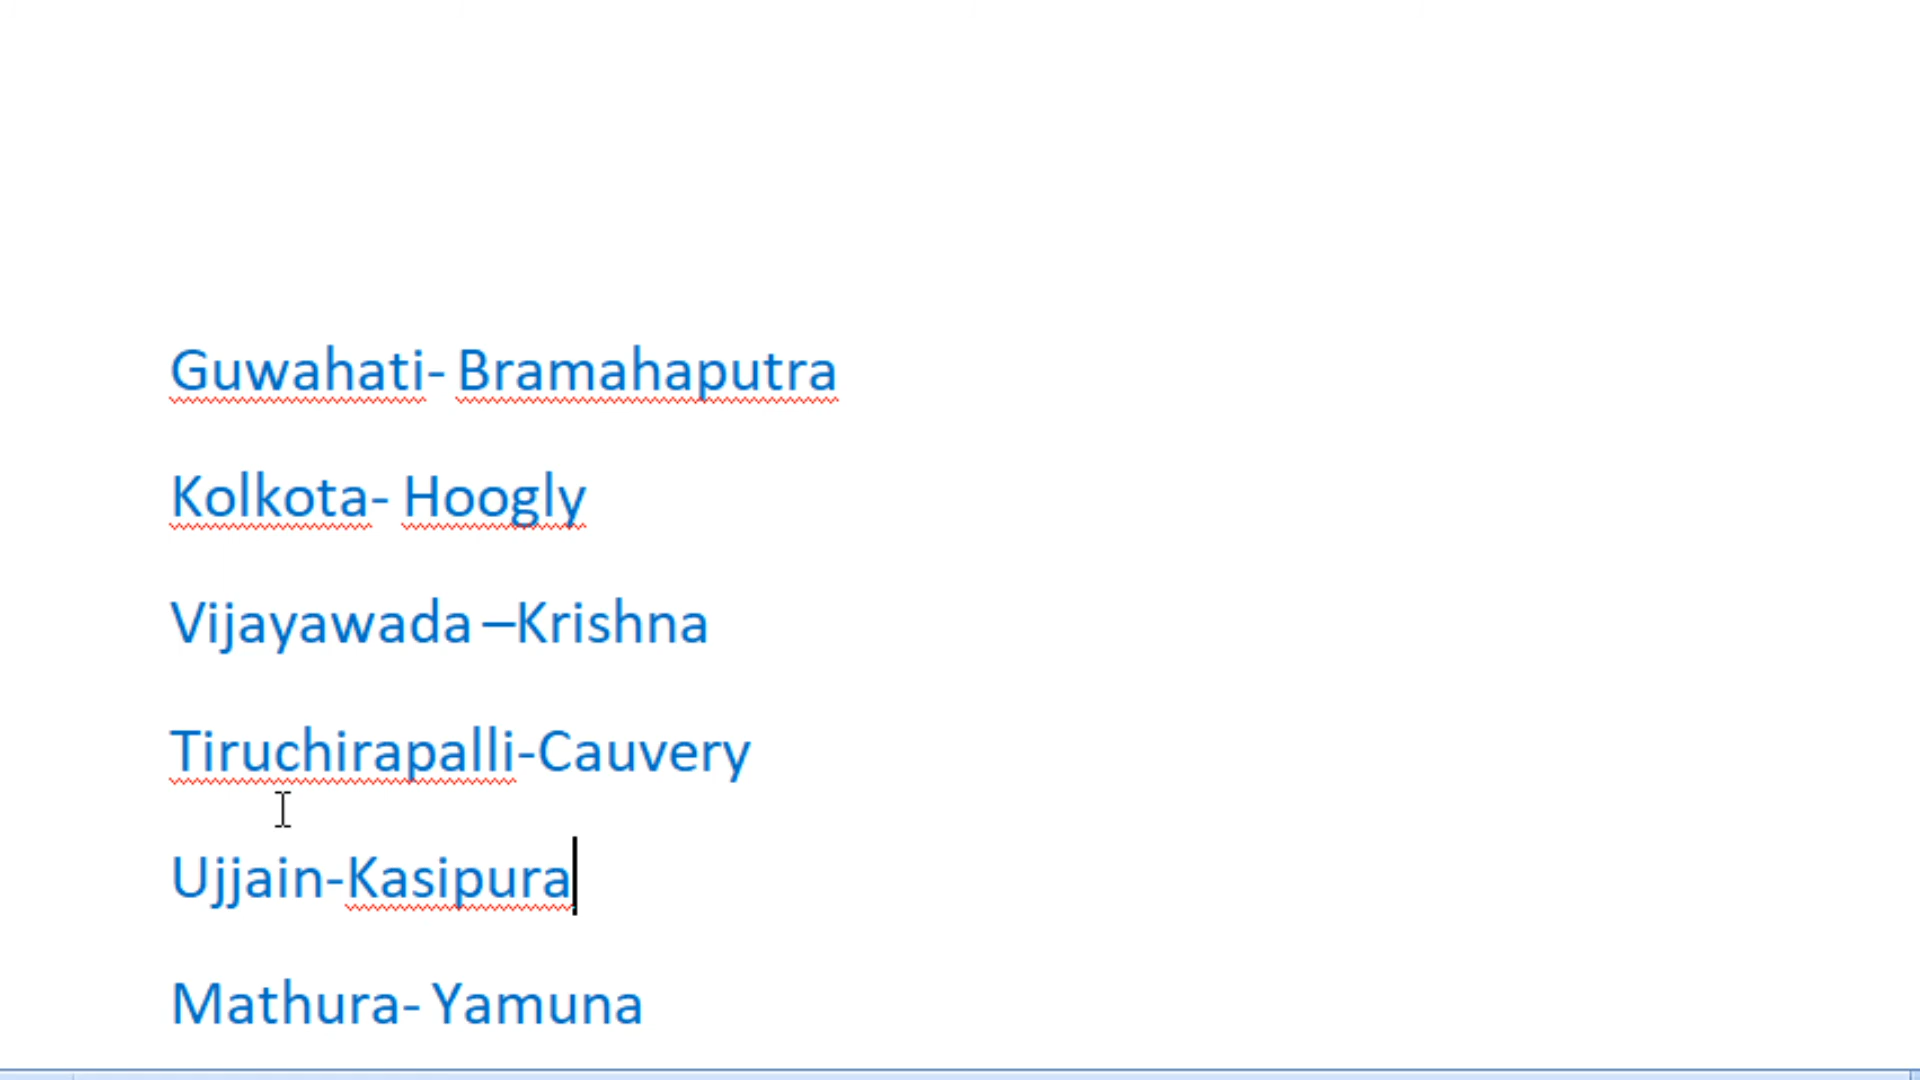 Guwahati- Bramahaputra
Kolkota- Hoogly
Vijayawada –Krishna
Tiruchirapalli-Cauvery
Ujjain-Kasipura
Mathura- Yamuna